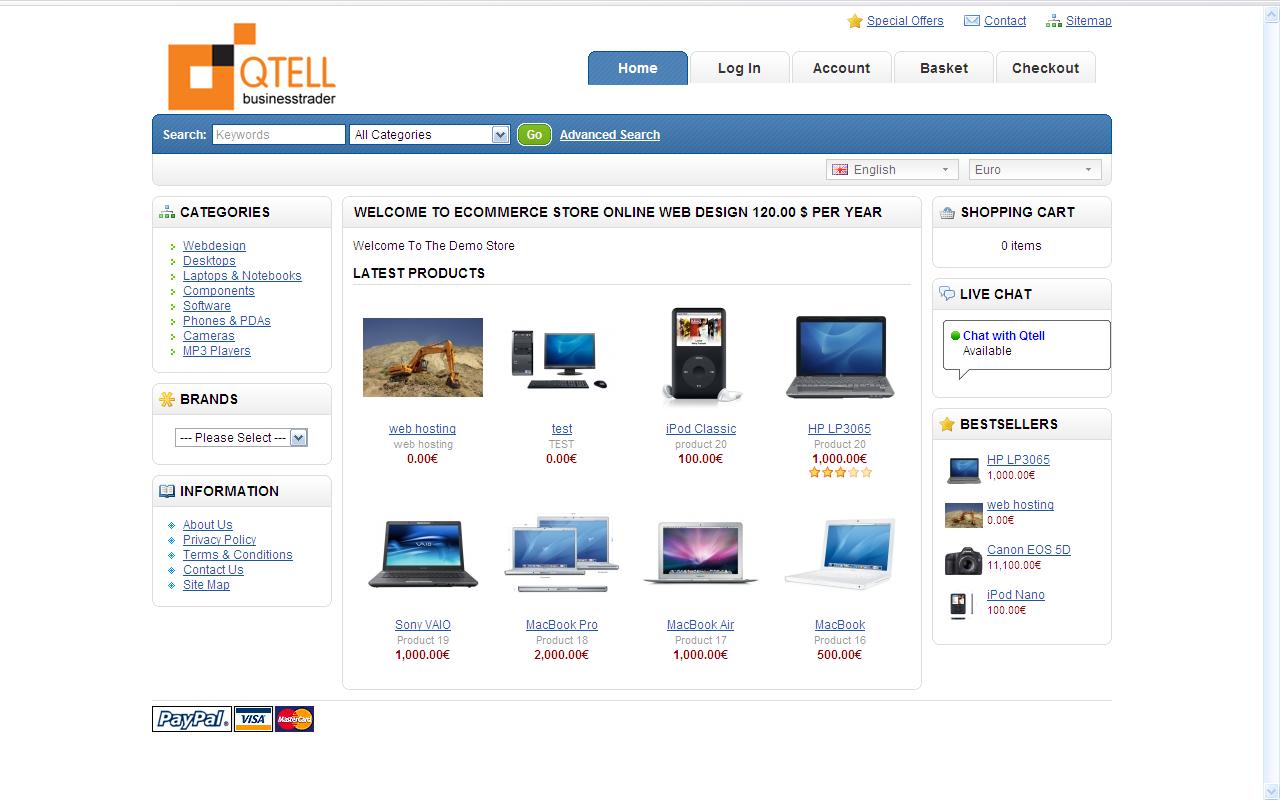 Special Offers Contact Sitemap
QTELL
businesstrader
Home Log In Account Basket Checkout
Search: Keywords All Categories Go Advanced Search
English Euro
CATEGORIES
Webdesign
Desktops
Laptops & Notebooks
Components
Software
Phones & PDAs
Cameras
MP3 Players
BRANDS
--- Please Select ---
INFORMATION
About Us
Privacy Policy
Terms & Conditions
Contact Us
Site Map
WELCOME TO ECOMMERCE STORE ONLINE WEB DESIGN 120.00 $ PER YEAR
Welcome To The Demo Store
LATEST PRODUCTS
web hosting test iPod Classic HP LP3065
web hosting TEST product 20 Product 20
0.00€ 0.00€ 100.00€ 1,000.00€
Sony VAIO MacBook Pro MacBook Air MacBook
Product 19 Product 18 Product 17 Product 16
1,000.00€ 2,000.00€ 1,000.00€ 500.00€
SHOPPING CART
0 items
LIVE CHAT
Chat with Qtell
Available
BESTSELLERS
HP LP3065
1,000.00€
web hosting
0.00€
Canon EOS 5D
11,100.00€
iPod Nano
100.00€
PayPal VISA MasterCard